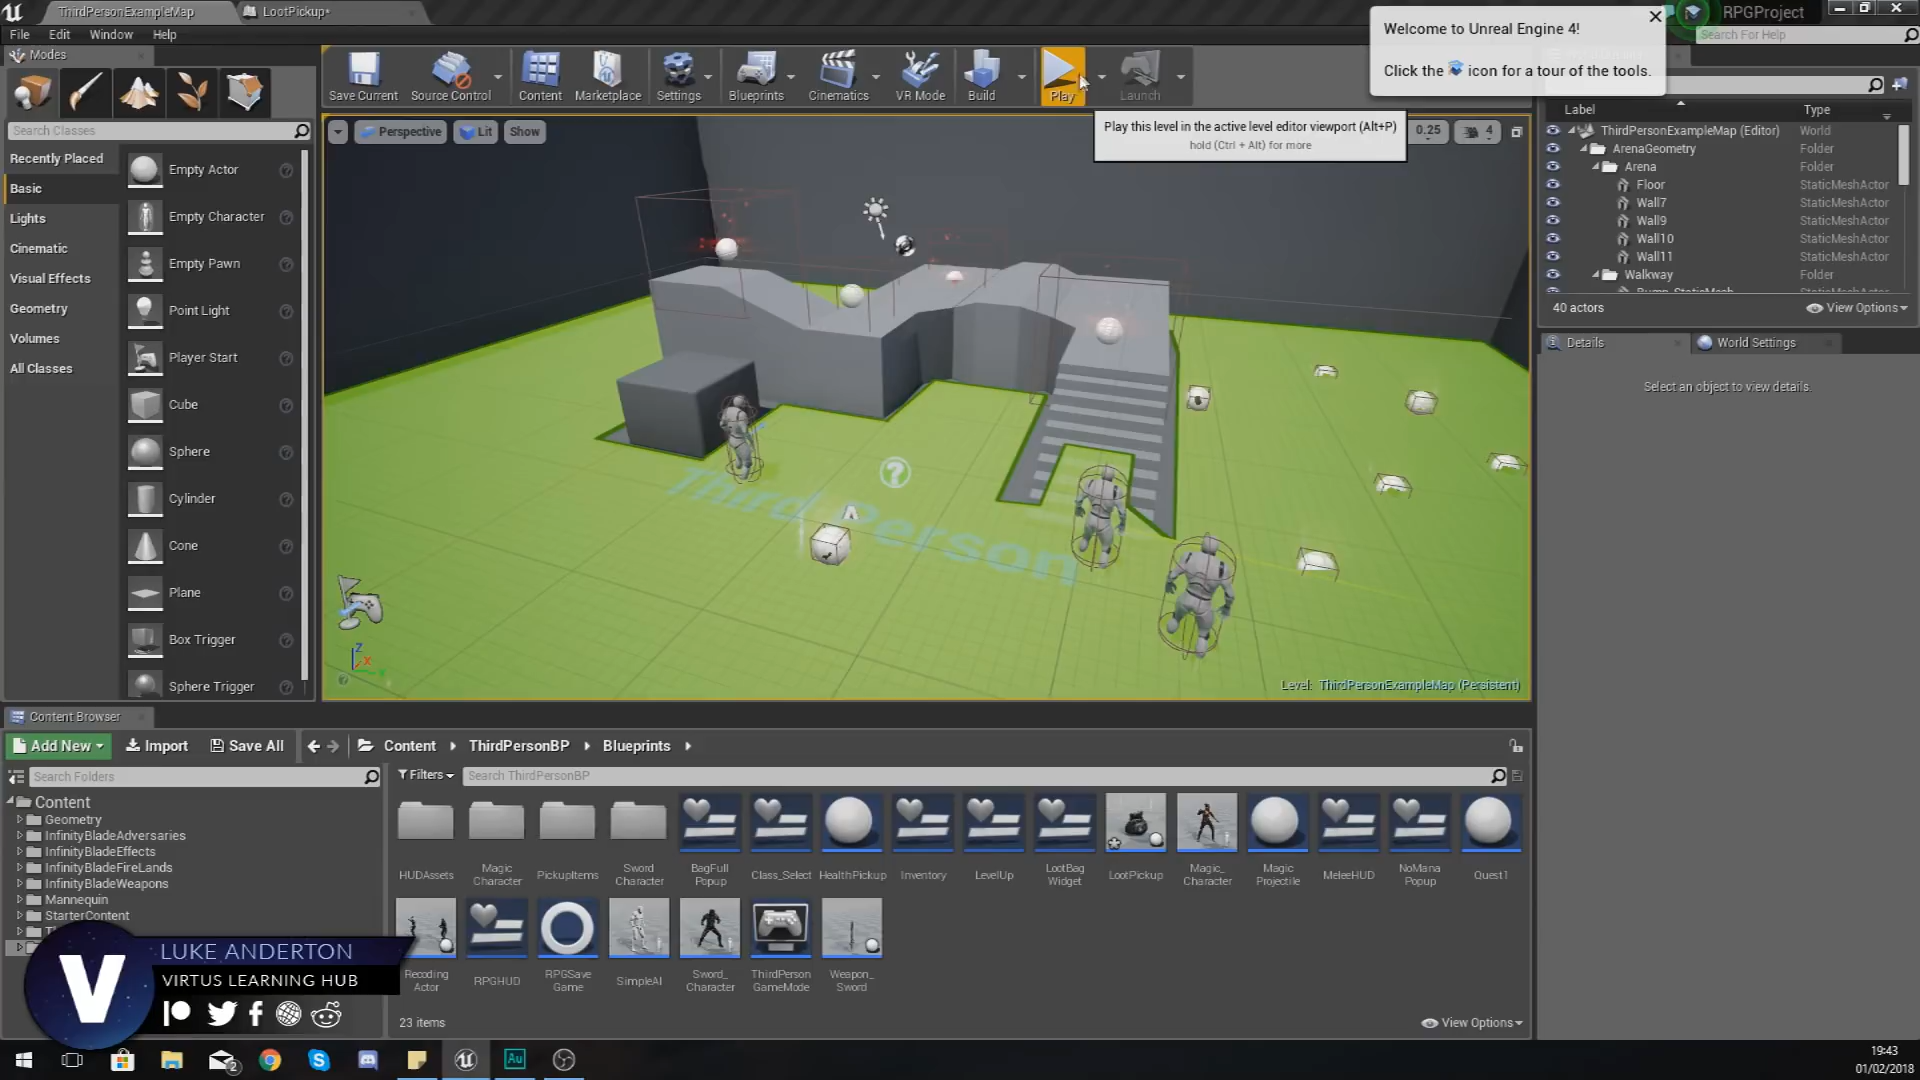 ThirdPersonExampleMap
LootPickup*
RPGProject
File Edit Window Help
Search For Help
Welcome to Unreal Engine 4!
Click the icon for a tour of the tools.
Modes
Save Current
Source Control
Content
Marketplace
Settings
Blueprints
Cinematics
VR Mode
Build
Play
Launch
Play this level in the active level editor viewport (Alt+P)
hold (Ctrl + Alt) for more
Search Classes
Recently Placed
Basic
Lights
Cinematic
Visual Effects
Geometry
Volumes
All Classes
Empty Actor
Empty Character
Empty Pawn
Point Light
Player Start
Cube
Sphere
Cylinder
Cone
Plane
Box Trigger
Sphere Trigger
Perspective
Lit
Show
0.25
4
Third Person
Level: ThirdPersonExampleMap (Persistent)
Label Type
ThirdPersonExampleMap (Editor) World
ArenaGeometry Folder
Arena Folder
Floor StaticMeshActor
Wall7 StaticMeshActor
Wall9 StaticMeshActor
Wall10 StaticMeshActor
Wall11 StaticMeshActor
Walkway Folder
Bump_StaticMesh
40 actors
View Options
Details
World Settings
Select an object to view details.
Content Browser
Add New
Import
Save All
Content
ThirdPersonBP
Blueprints
Search Folders
Filters
Search ThirdPersonBP
Content
Geometry
InfinityBladeAdversaries
InfinityBladeEffects
InfinityBladeFireLands
InfinityBladeWeapons
Mannequin
StarterContent
HUDAssets
Magic Character
PickupItems
Sword Character
BagFull Popup
Class_Select
HealthPickup
Inventory
LevelUp
LootBag Widget
LootPickup
Magic_ Character
Magic Projectile
MeleeHUD
NoMana Popup
Quest1
Recoding Actor
RPGHUD
RPGSave Game
SimpleAI
Sword_ Character
ThirdPerson GameMode
Weapon_ Sword
23 items
View Options
V
LUKE ANDERTON
VIRTUS LEARNING HUB
2
Au
19:43
01/02/2018